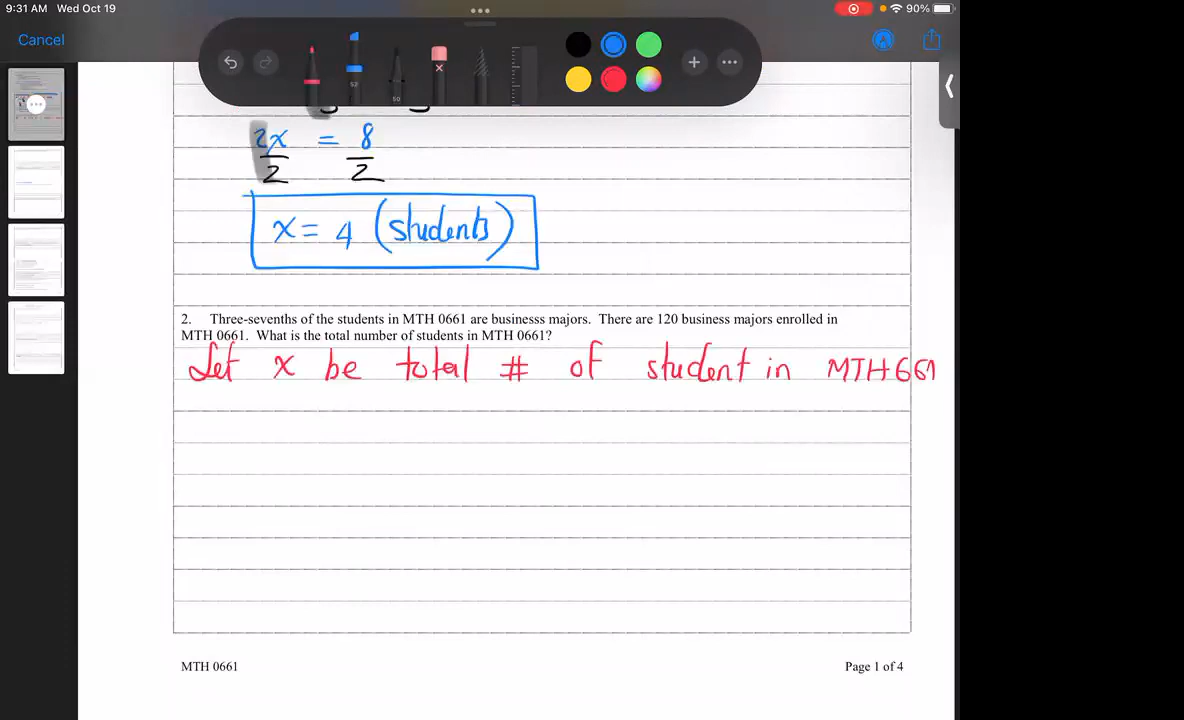 9:31 AM Wed Oct 19
90%
Cancel
2x = 8
2 2
x = 4 (students)
2. Three-sevenths of the students in MTH 0661 are businesss majors. There are 120 business majors enrolled in
MTH 0661. What is the total number of students in MTH 0661?
Let x be total # of student in MTH661
MTH 0661 Page 1 of 4